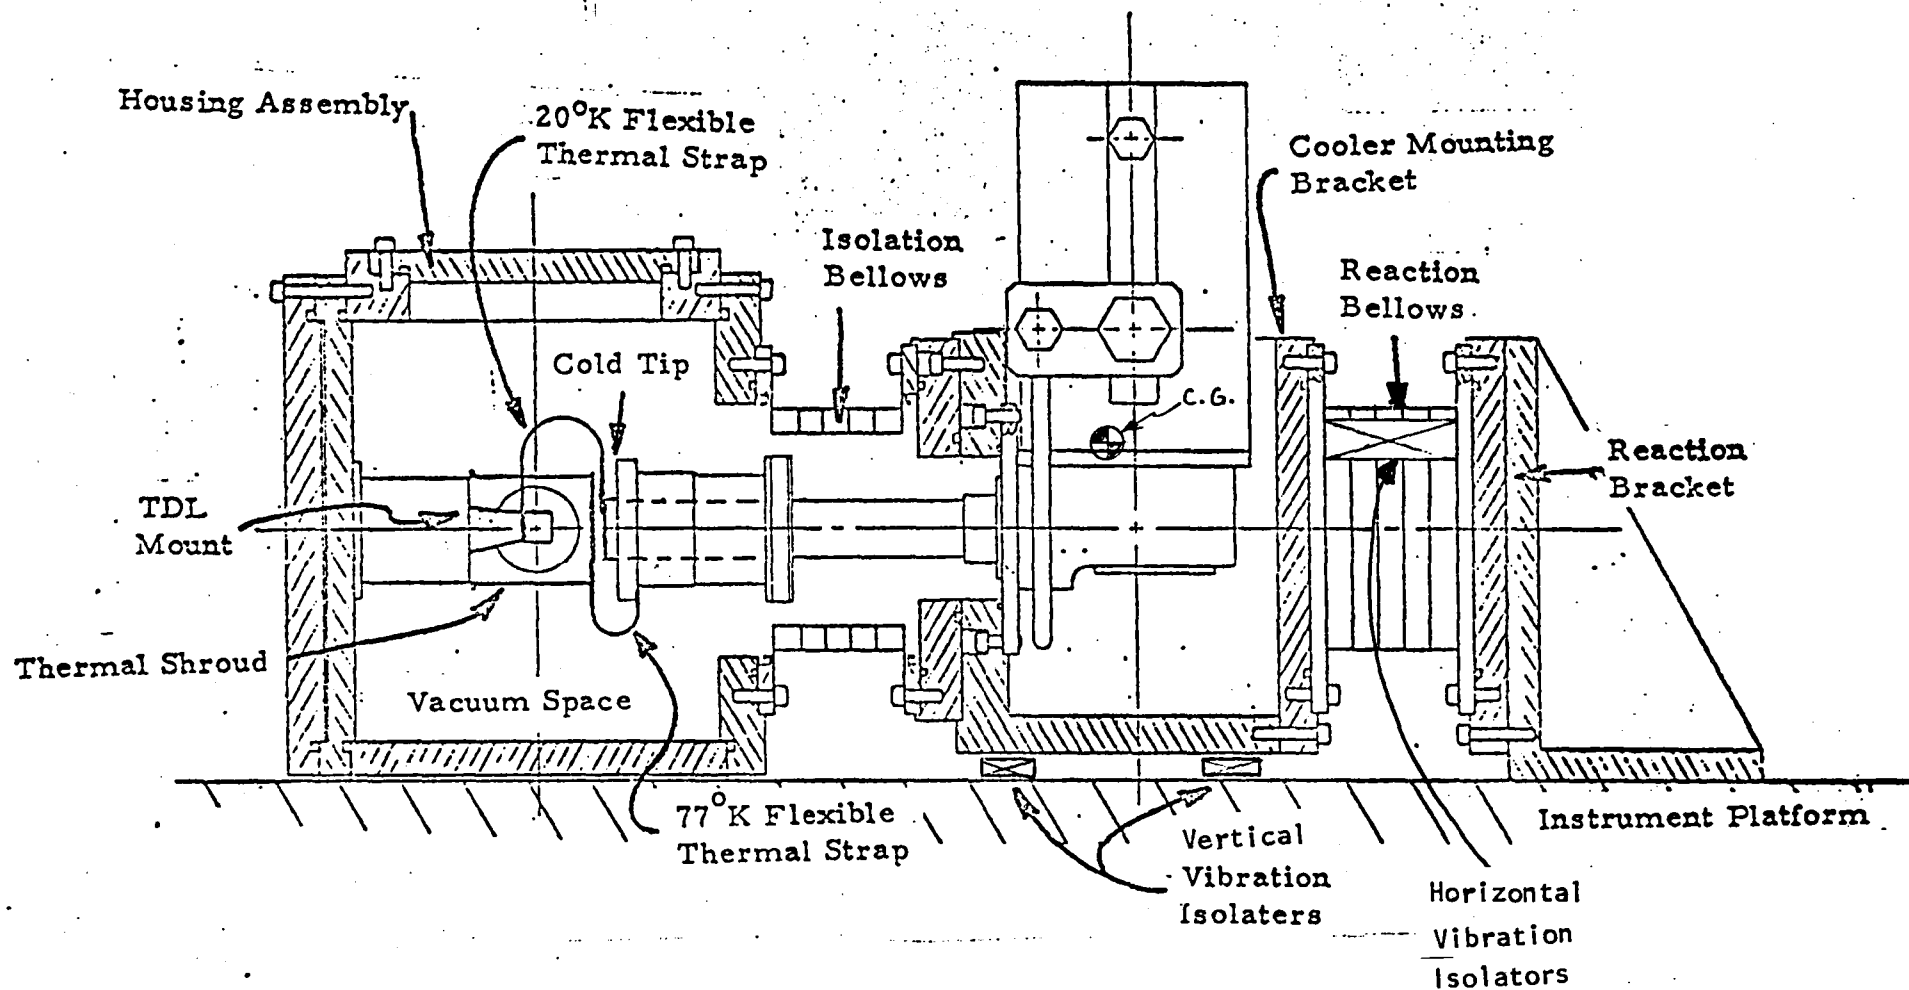 Housing Assembly
20°K Flexible
Thermal Strap
Cooler Mounting
Bracket
Isolation
Bellows
Reaction
Bellows
Cold Tip
C.G.
Reaction
Bracket
TDL
Mount
Thermal Shroud
Vacuum Space
77°K Flexible
Thermal Strap
Instrument Platform
Vertical
Vibration
Isolaters
Horizontal
Vibration
Isolators